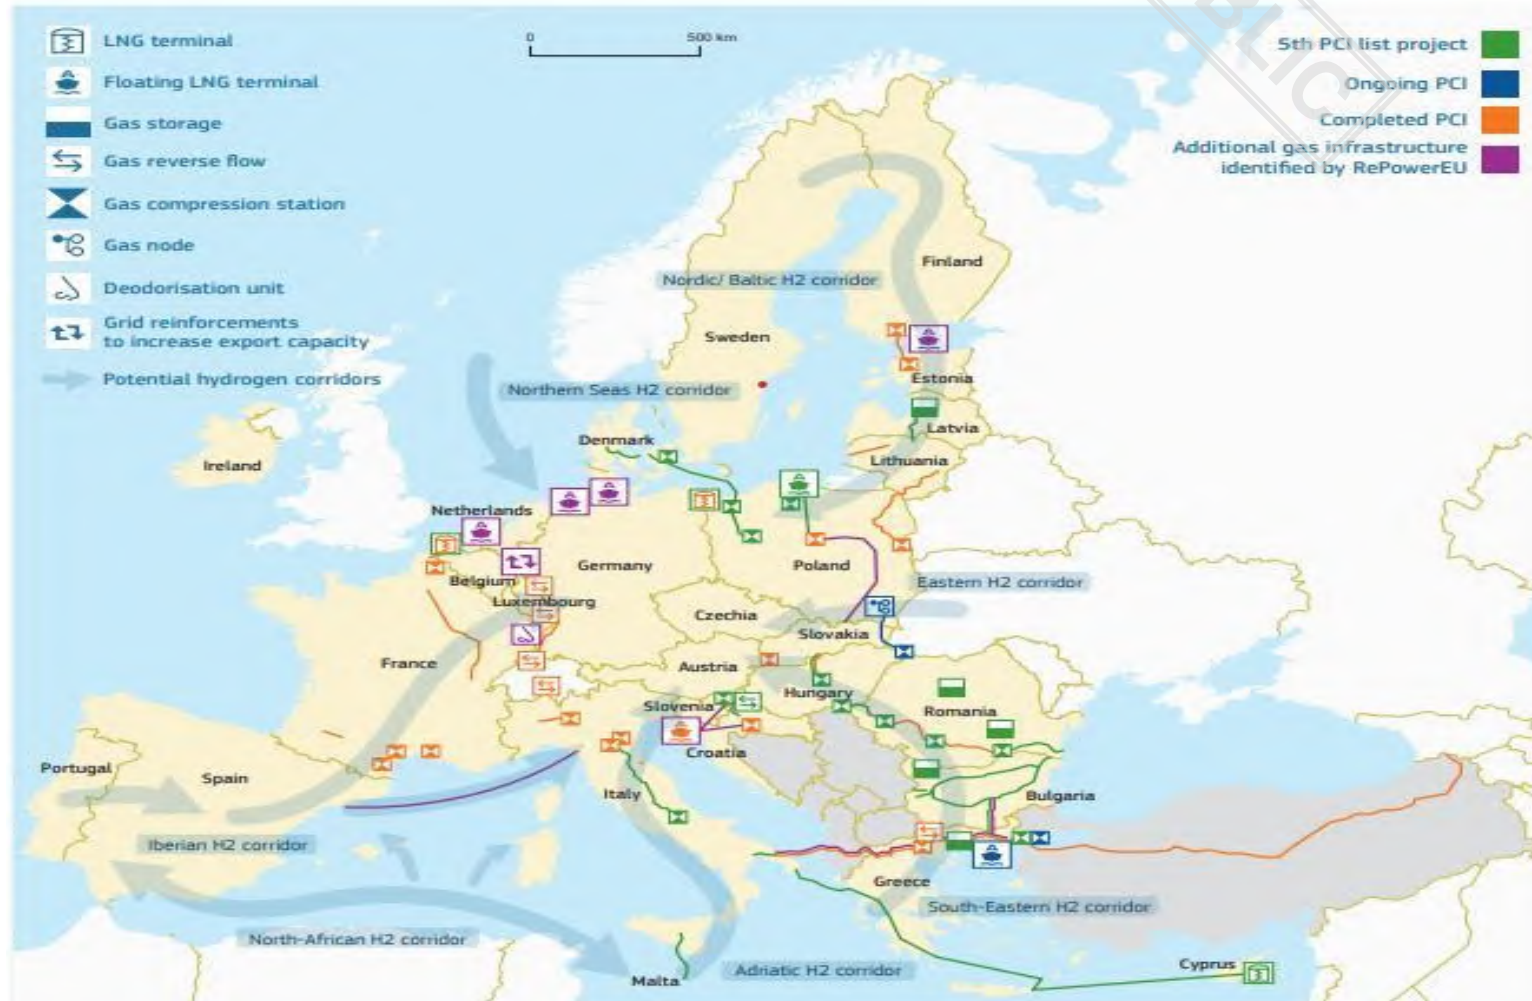 LNG terminal
Floating LNG terminal
Gas storage
Gas reverse flow
Gas compression station
Gas node
Deodorisation unit
Grid reinforcements
to increase export capacity
Potential hydrogen corridors
0 500 km
5th PCI list project
Ongoing PCI
Completed PCI
Additional gas infrastructure
identified by RePowerEU
BLIC
Finland
Nordic/ Baltic H2 corridor
Sweden
Estonia
Northern Seas H2 corridor
Latvia
Denmark
Lithuania
Ireland
Netherlands
Germany
Poland
Belgium
Eastern H2 corridor
Luxembourg
Czechia
Slovakia
France
Austria
Hungary
Slovenia
Romania
Croatia
Portugal
Spain
Italy
Bulgaria
Iberian H2 corridor
Greece
South-Eastern H2 corridor
North-African H2 corridor
Cyprus
Adriatic H2 corridor
Malta